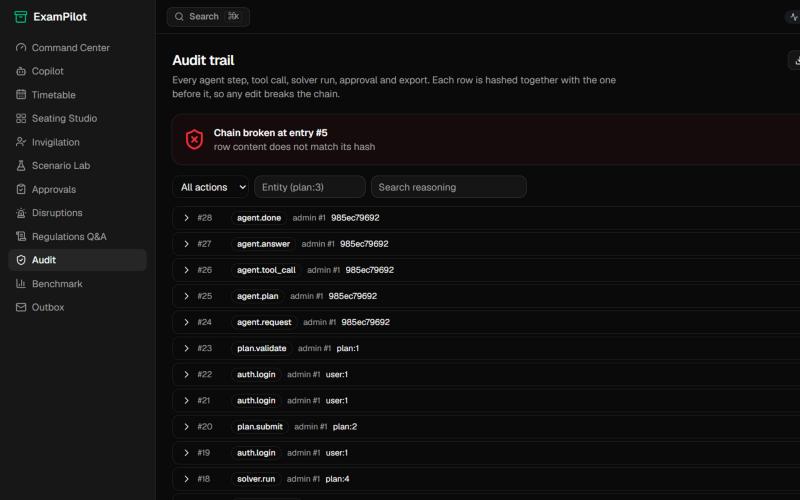 ExamPilot
Search ⌘K
Command Center
Copilot
Timetable
Seating Studio
Invigilation
Scenario Lab
Approvals
Disruptions
Regulations Q&A
Audit
Benchmark
Outbox
Audit trail
Every agent step, tool call, solver run, approval and export. Each row is hashed together with the one
before it, so any edit breaks the chain.
Chain broken at entry #5
row content does not match its hash
All actions Entity (plan:3) Search reasoning
#28 agent.done admin #1 985ec79692
#27 agent.answer admin #1 985ec79692
#26 agent.tool_call admin #1 985ec79692
#25 agent.plan admin #1 985ec79692
#24 agent.request admin #1 985ec79692
#23 plan.validate admin #1 plan:1
#22 auth.login admin #1 user:1
#21 auth.login admin #1 user:1
#20 plan.submit admin #1 plan:2
#19 auth.login admin #1 user:1
#18 solver.run admin #1 plan:4